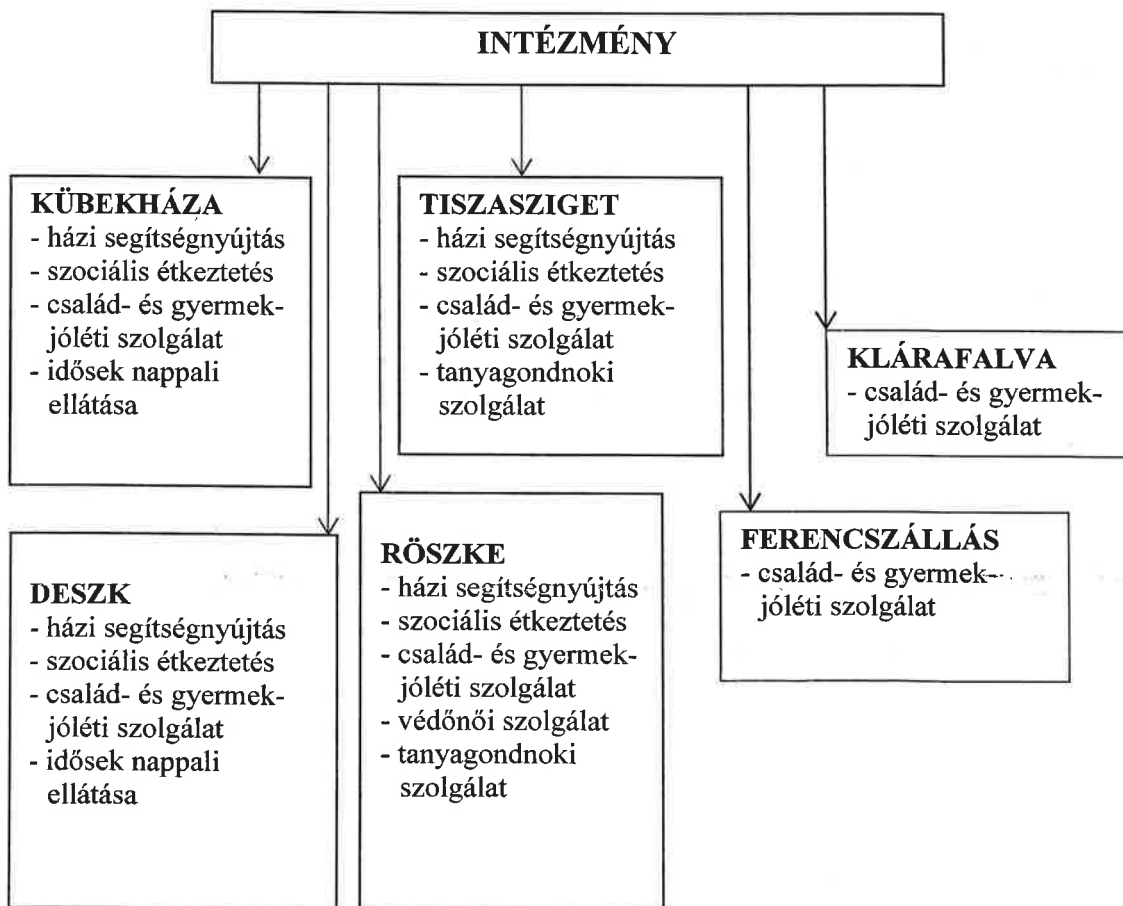 INTÉZMÉNY
KÜBEKHÁZA
- házi segítségnyújtás
- szociális étkeztetés
- család- és gyermek-
jóléti szolgálat
- idősek nappali
ellátása
TISZASZIGET
- házi segítségnyújtás
- szociális étkeztetés
- család- és gyermek-
jóléti szolgálat
- tanyagondnoki
szolgálat
KLÁRAFALVA
- család- és gyermek-
jóléti szolgálat
DESZK
- házi segítségnyújtás
- szociális étkeztetés
- család- és gyermek-
jóléti szolgálat
- idősek nappali
ellátása
RÖSZKE
- házi segítségnyújtás
- szociális étkeztetés
- család- és gyermek-
jóléti szolgálat
- védőnői szolgálat
- tanyagondnoki
szolgálat
FERENCSZÁLLÁS
- család- és gyermek-
jóléti szolgálat